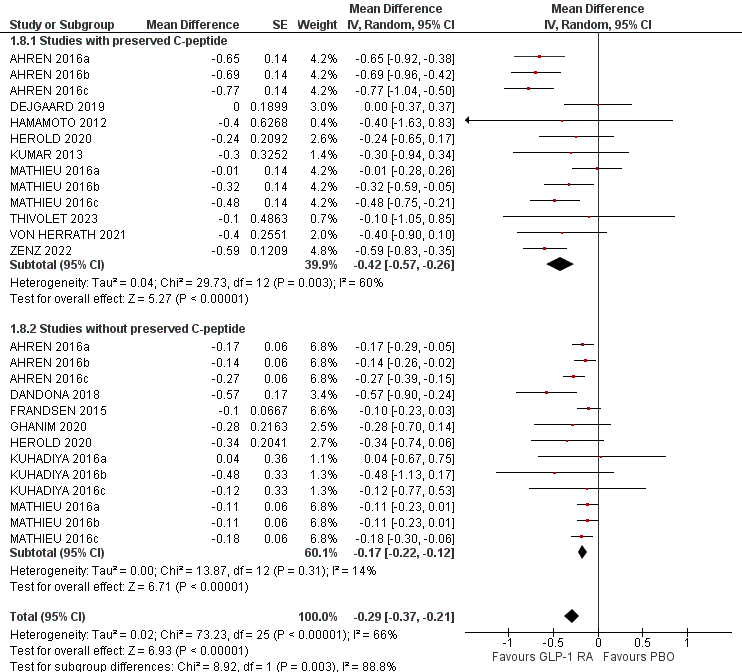 Mean Difference Mean Difference
Study or Subgroup Mean Difference SE Weight IV, Random, 95% CI IV, Random, 95% CI
1.8.1 Studies with preserved C-peptide
AHREN 2016a -0.65 0.14 4.2% -0.65 [-0.92, -0.38]
AHREN 2016b -0.69 0.14 4.2% -0.69 [-0.96, -0.42]
AHREN 2016c -0.77 0.14 4.2% -0.77 [-1.04, -0.50]
DEJGAARD 2019 0 0.1899 3.0% 0.00 [-0.37, 0.37]
HAMAMOTO 2012 -0.4 0.6268 0.4% -0.40 [-1.63, 0.83]
HEROLD 2020 -0.24 0.2092 2.7% -0.24 [-0.65, 0.17]
KUMAR 2013 -0.3 0.3252 1.4% -0.30 [-0.94, 0.34]
MATHIEU 2016a -0.01 0.14 4.2% -0.01 [-0.28, 0.26]
MATHIEU 2016b -0.32 0.14 4.2% -0.32 [-0.59, -0.05]
MATHIEU 2016c -0.48 0.14 4.2% -0.48 [-0.75, -0.21]
THIVOLET 2023 -0.1 0.4863 0.7% -0.10 [-1.05, 0.85]
VON HERRATH 2021 -0.4 0.2551 2.0% -0.40 [-0.90, 0.10]
ZENZ 2022 -0.59 0.1209 4.8% -0.59 [-0.83, -0.35]
Subtotal (95% CI) 39.9% -0.42 [-0.57, -0.26]
Heterogeneity: Tau² = 0.04; Chi² = 29.73, df = 12 (P = 0.003); I² = 60%
Test for overall effect: Z = 5.27 (P < 0.00001)
1.8.2 Studies without preserved C-peptide
AHREN 2016a -0.17 0.06 6.8% -0.17 [-0.29, -0.05]
AHREN 2016b -0.14 0.06 6.8% -0.14 [-0.26, -0.02]
AHREN 2016c -0.27 0.06 6.8% -0.27 [-0.39, -0.15]
DANDONA 2018 -0.57 0.17 3.4% -0.57 [-0.90, -0.24]
FRANDSEN 2015 -0.1 0.0667 6.6% -0.10 [-0.23, 0.03]
GHANIM 2020 -0.28 0.2163 2.5% -0.28 [-0.70, 0.14]
HEROLD 2020 -0.34 0.2041 2.7% -0.34 [-0.74, 0.06]
KUHADIYA 2016a 0.04 0.36 1.2% 0.04 [-0.67, 0.75]
KUHADIYA 2016b -0.48 0.33 1.3% -0.48 [-1.13, 0.17]
KUHADIYA 2016c -0.12 0.33 1.3% -0.12 [-0.77, 0.53]
MATHIEU 2016a -0.11 0.06 6.8% -0.11 [-0.23, 0.01]
MATHIEU 2016b -0.11 0.06 6.8% -0.11 [-0.23, 0.01]
MATHIEU 2016c -0.18 0.06 6.8% -0.18 [-0.30, -0.06]
Subtotal (95% CI) 60.1% -0.17 [-0.22, -0.12]
Heterogeneity: Tau² = 0.00; Chi² = 13.87, df = 12 (P = 0.31); I² = 14%
Test for overall effect: Z = 6.71 (P < 0.00001)
Total (95% CI) 100.0% -0.29 [-0.37, -0.21]
Heterogeneity: Tau² = 0.02; Chi² = 73.23, df = 25 (P < 0.00001); I² = 66%
Test for overall effect: Z = 6.93 (P < 0.00001)
Test for subgroup differences: Chi² = 8.92, df = 1 (P = 0.003), I² = 88.8%
-1 -0.5 0 0.5 1
Favours GLP-1 RA Favours PBO